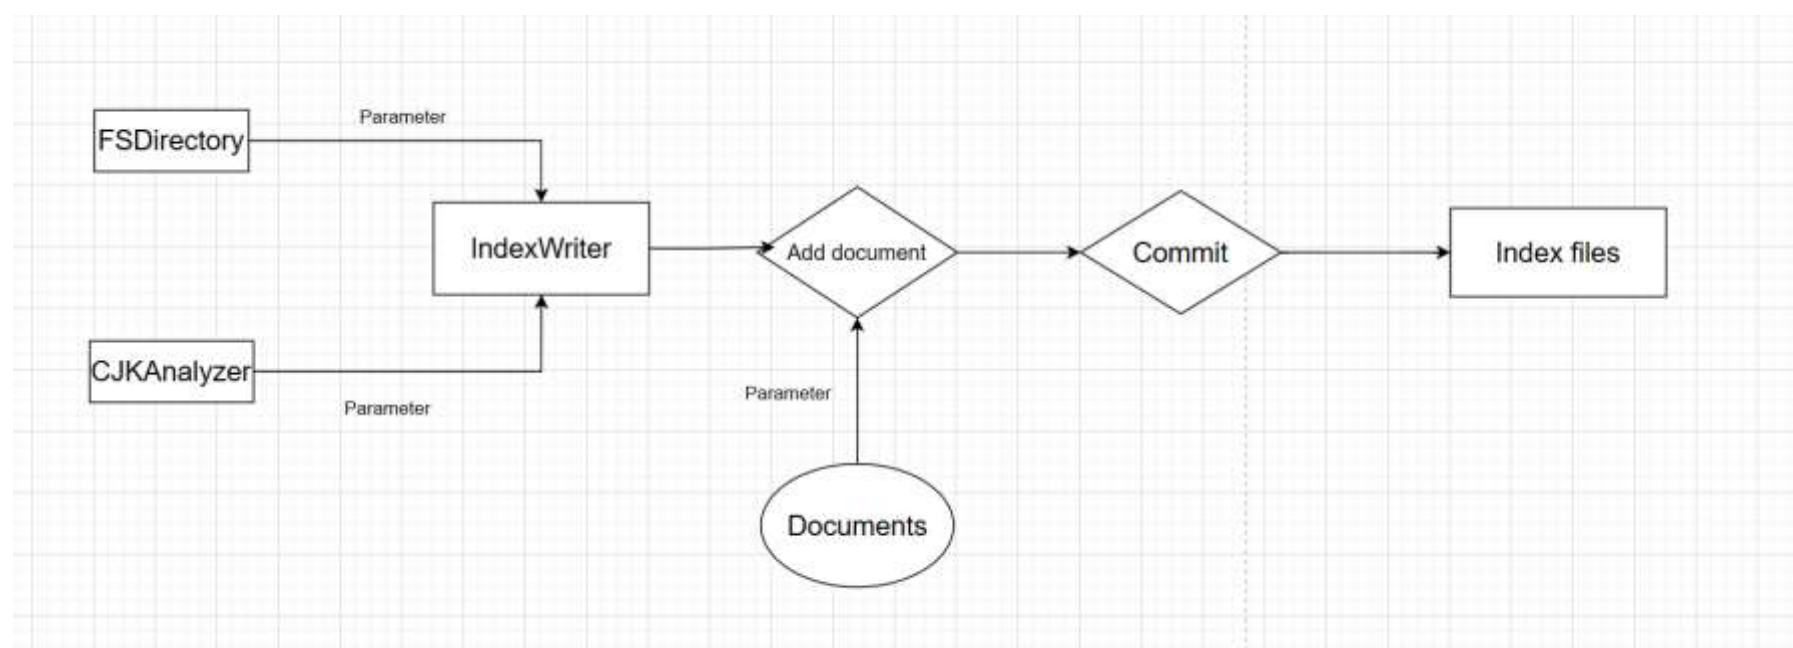 Parameter
FSDirectory
IndexWriter
Add document
Commit
Index files
CJKAnalyzer
Parameter
Parameter
Documents